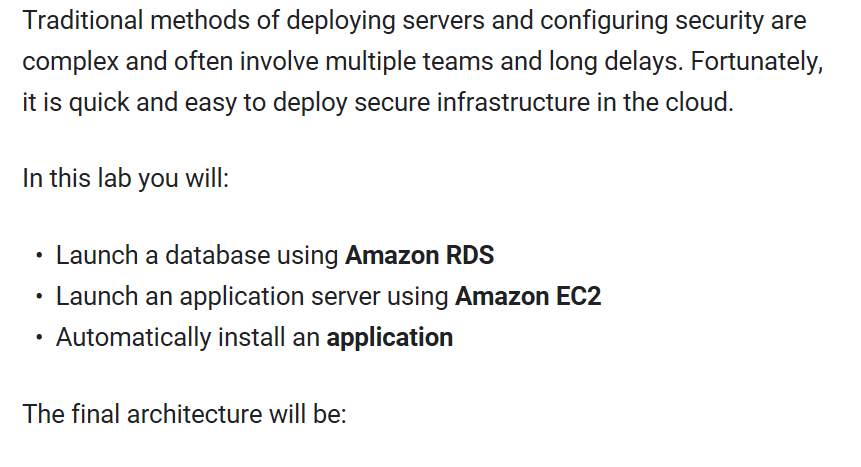 Traditional methods of deploying servers and configuring security are
complex and often involve multiple teams and long delays. Fortunately,
it is quick and easy to deploy secure infrastructure in the cloud.
In this lab you will:
• Launch a database using Amazon RDS
• Launch an application server using Amazon EC2
• Automatically install an application
The final architecture will be: